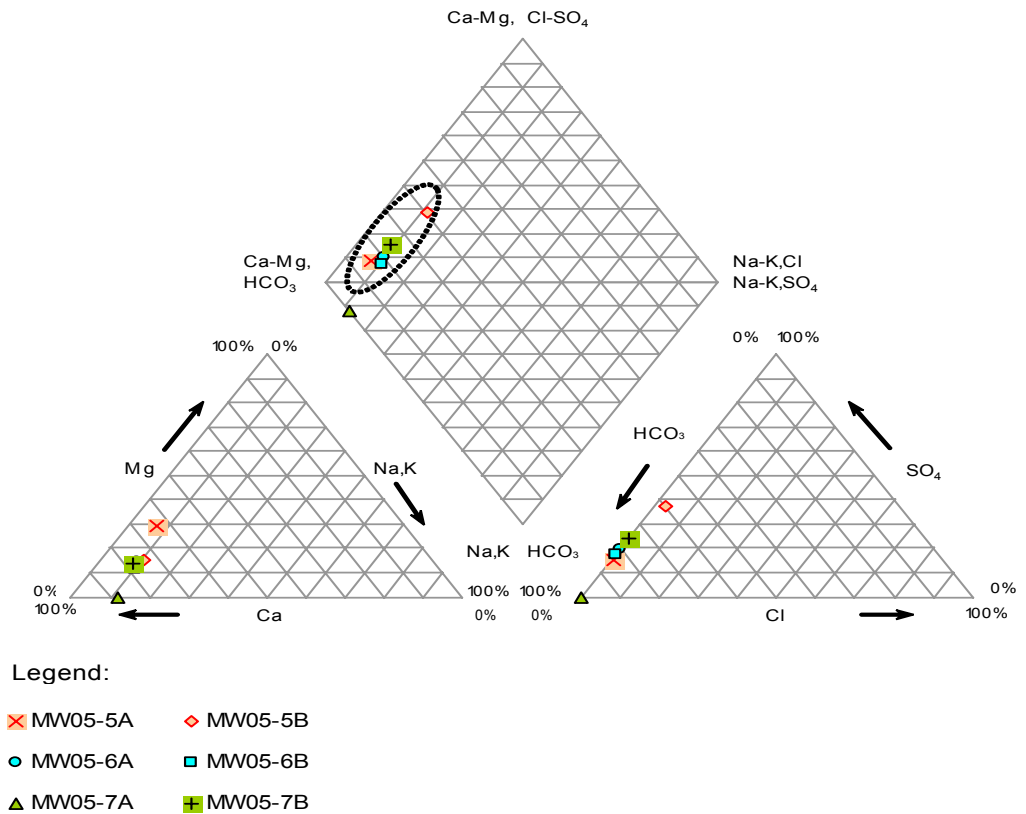 Ca-Mg, Cl-SO₄
Ca-Mg,
HCO₃
Na-K,Cl
Na-K,SO₄
100% 0%
0% 100%
Mg
Na,K
HCO₃
SO₄
Na,K HCO₃
0%
100%
100%
0%
100%
0%
0%
100%
Ca
Cl
Legend:
MW05-5A MW05-5B
MW05-6A MW05-6B
MW05-7A MW05-7B